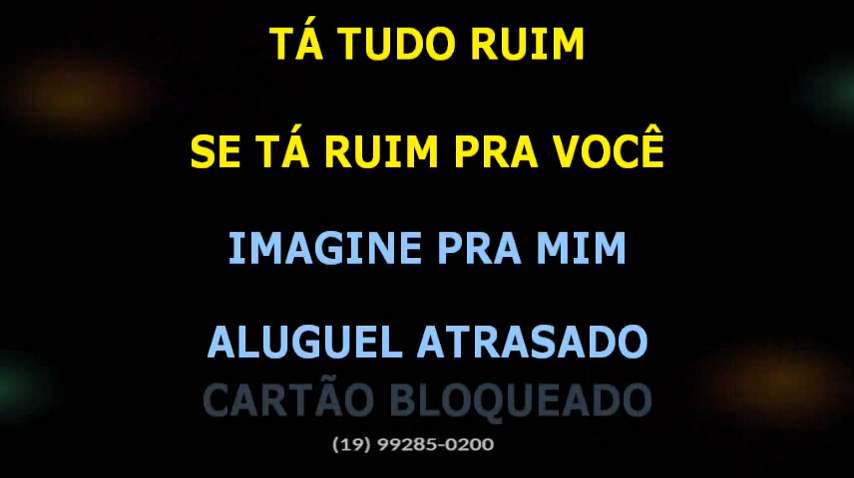 TÁ TUDO RUIM
SE TÁ RUIM PRA VOCÊ
IMAGINE PRA MIM
ALUGUEL ATRASADO
CARTÃO BLOQUEADO
(19) 99285-0200